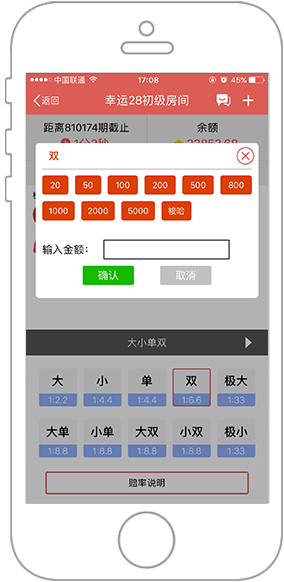 中国联通 17:08 45%
返回 幸运28初级房间
距离810174期截止 余额
双
20 50 100 200 500 800
1000 2000 5000 梭哈
输入金额：
确认 取消
大小单双
大 小 单 双 极大
1:2.2 1:4.4 1:4.4 1:6.6 1:33
大单 小单 大双 小双 极小
1:8.8 1:8.8 1:8.8 1:8.8 1:33
赔率说明